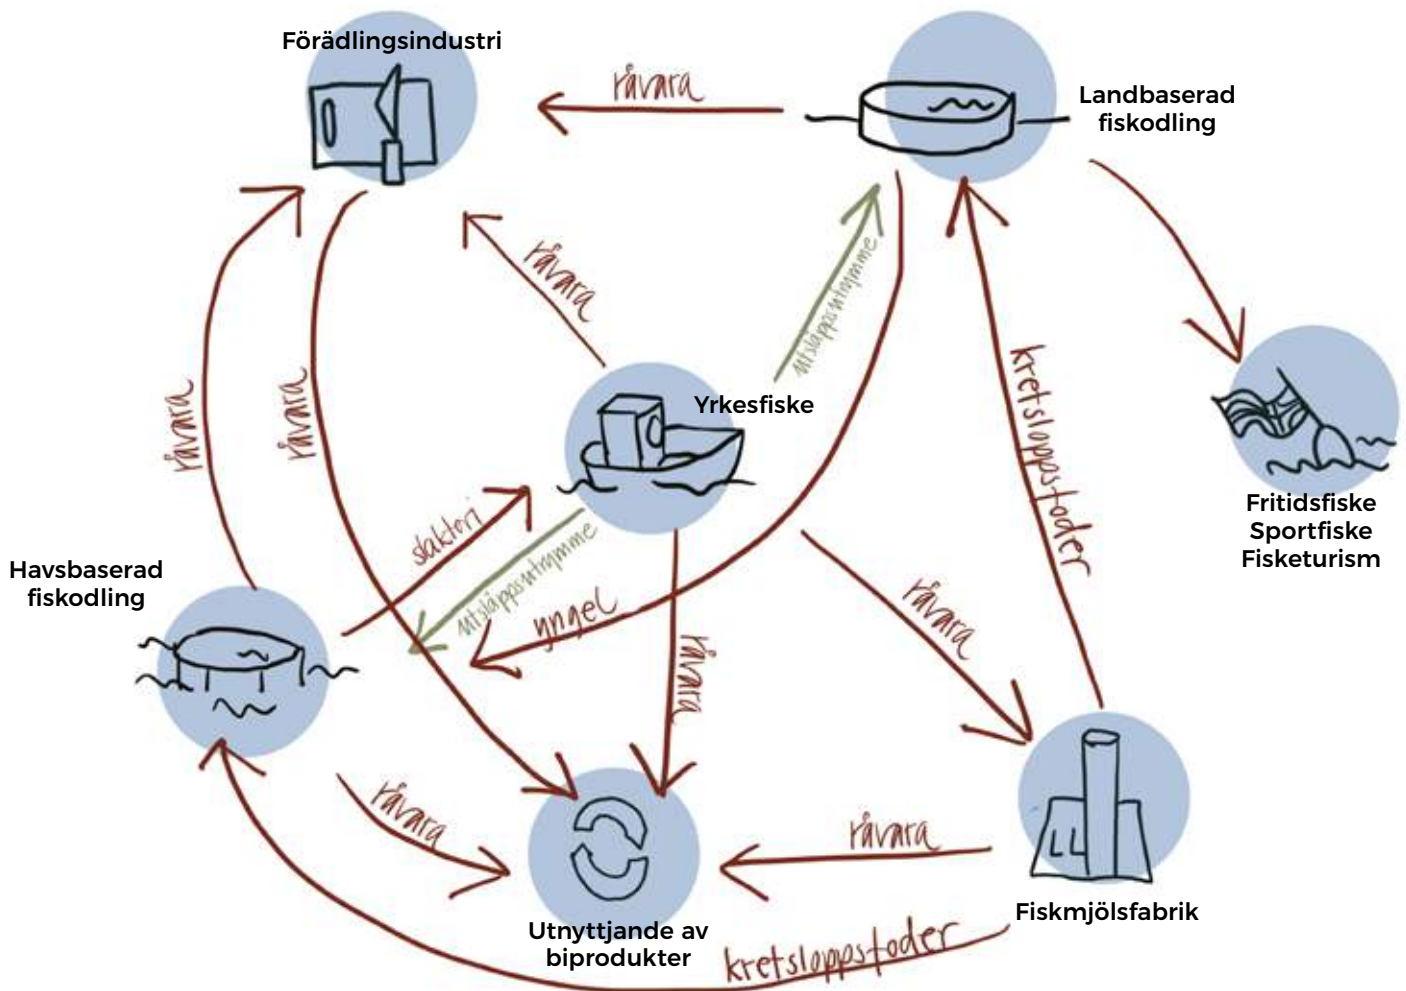 Förädlingsindustri
råvara
Landbaserad
fiskodling
råvara
utsläppsutrymme
kretsloppsfoder
Yrkesfiske
råvara
råvara
slakteri
utsläppsutrymme
yngel
råvara
råvara
Fritidsfiske
Sportfiske
Fisketurism
Havsbaserad
fiskodling
råvara
råvara
Utnyttjande av
biprodukter
Fiskmjölsfabrik
kretsloppsfoder